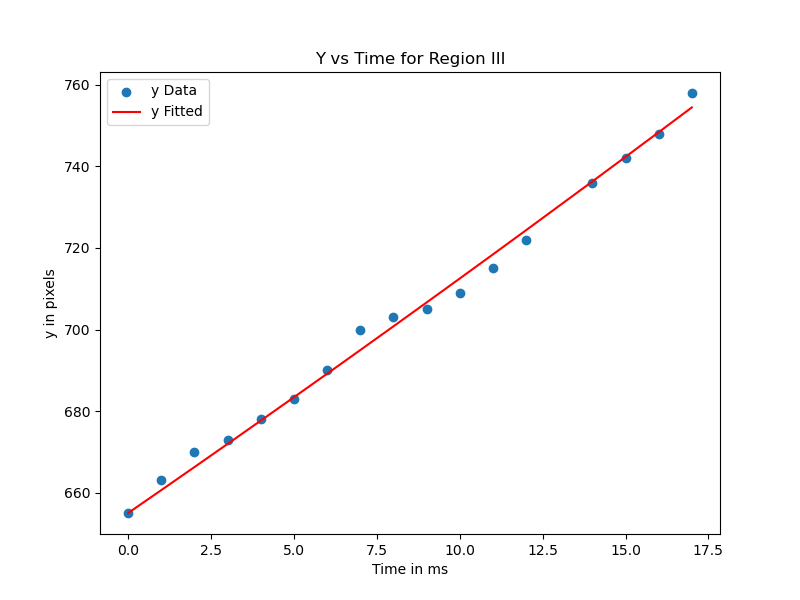 Y vs Time for Region III
y Data
y Fitted
y in pixels
760
740
720
700
680
660
0.0 2.5 5.0 7.5 10.0 12.5 15.0 17.5
Time in ms